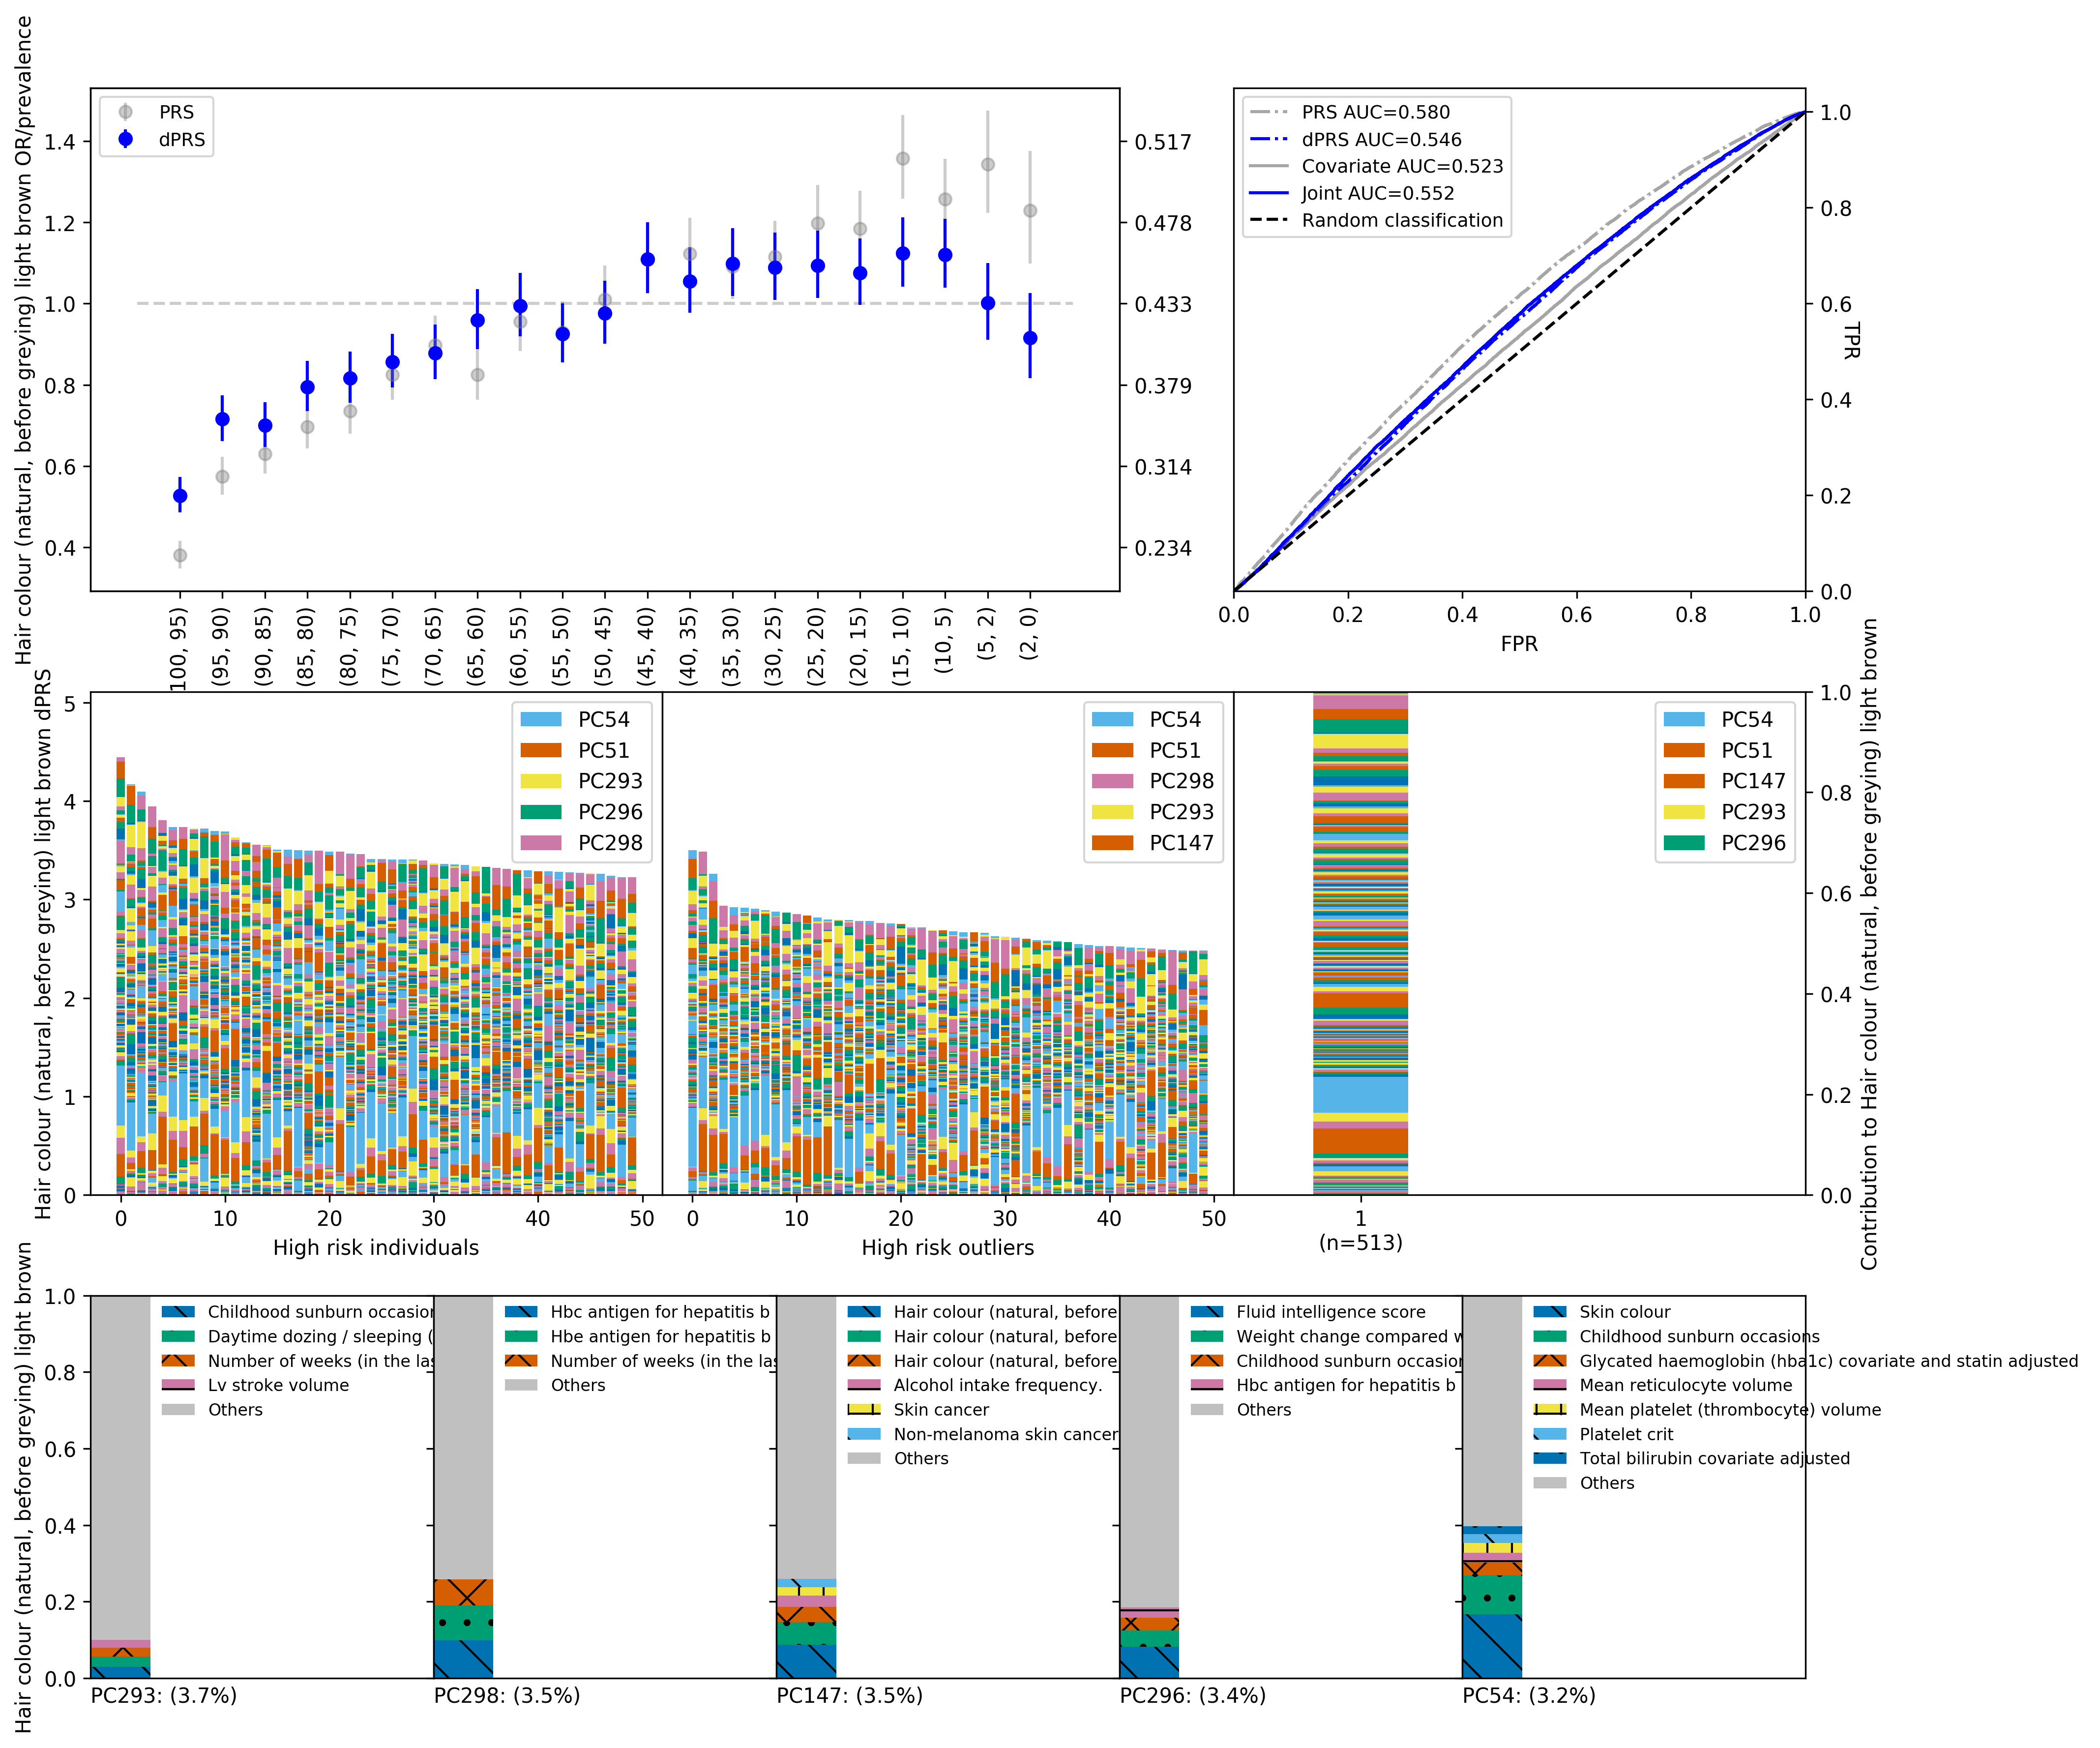 Hair colour (natural, before greying) light brown OR/prevalence
PRS
dPRS
1.4
1.2
1.0
0.8
0.6
0.4
0.517
0.478
0.433
0.379
0.314
0.234
100, 95)
(95, 90)
(90, 85)
(85, 80)
(80, 75)
(75, 70)
(70, 65)
(65, 60)
(60, 55)
(55, 50)
(50, 45)
(45, 40)
(40, 35)
(35, 30)
(30, 25)
(25, 20)
(20, 15)
(15, 10)
(10, 5)
(5, 2)
(2, 0)
PRS AUC=0.580
dPRS AUC=0.546
Covariate AUC=0.523
Joint AUC=0.552
Random classification
1.0
0.8
0.6
0.4
0.2
0.0
TPR
0.0
0.2
0.4
0.6
0.8
1.0
FPR
Hair colour (natural, before greying) light brown dPRS
5
4
3
2
1
0
PC54
PC51
PC293
PC296
PC298
0
10
20
30
40
50
High risk individuals
PC54
PC51
PC298
PC293
PC147
0
10
20
30
40
50
High risk outliers
PC54
PC51
PC147
PC293
PC296
1
(n=513)
1.0
0.8
0.6
0.4
0.2
0.0
Contribution to Hair colour (natural, before greying) light brown
Hair colour (natural, before greying) light brown
1.0
0.8
0.6
0.4
0.2
0.0
Childhood sunburn occasion
Daytime dozing / sleeping (
Number of weeks (in the las
Lv stroke volume
Others
PC293: (3.7%)
Hbc antigen for hepatitis b
Hbe antigen for hepatitis b
Number of weeks (in the las
Others
PC298: (3.5%)
Hair colour (natural, before
Hair colour (natural, before
Hair colour (natural, before
Alcohol intake frequency.
Skin cancer
Non-melanoma skin cancer
Others
PC147: (3.5%)
Fluid intelligence score
Weight change compared w
Childhood sunburn occasion
Hbc antigen for hepatitis b
Others
PC296: (3.4%)
Skin colour
Childhood sunburn occasions
Glycated haemoglobin (hba1c) covariate and statin adjusted
Mean reticulocyte volume
Mean platelet (thrombocyte) volume
Platelet crit
Total bilirubin covariate adjusted
Others
PC54: (3.2%)